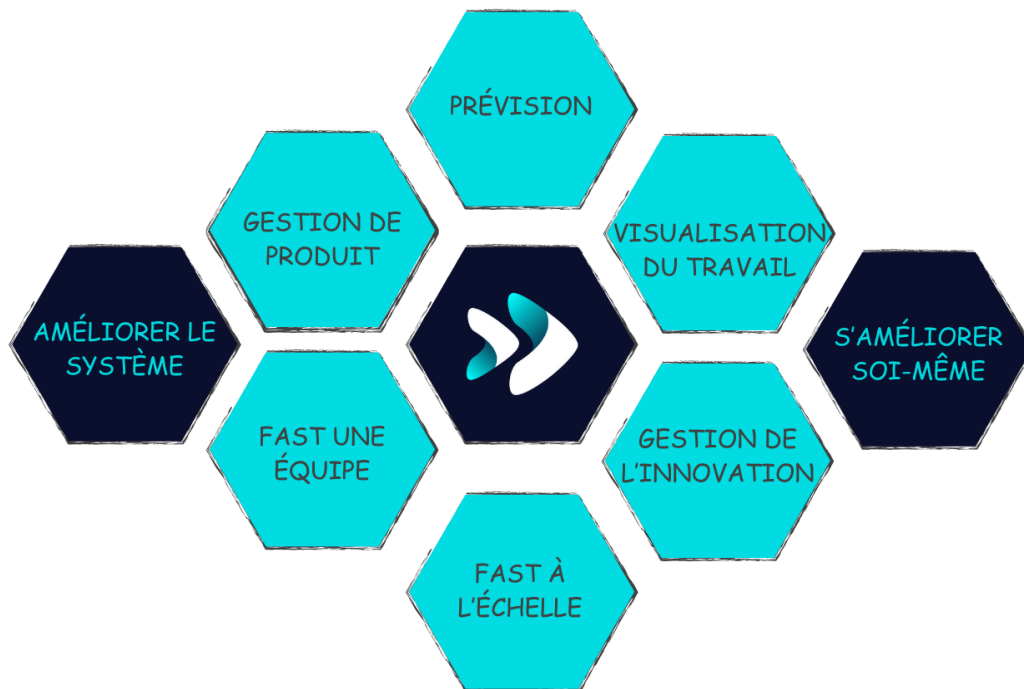 PRÉVISION
GESTION DE
PRODUIT
VISUALISATION
DU TRAVAIL
AMÉLIORER LE
SYSTÈME
S'AMÉLIORER
SOI-MÊME
FAST UNE
ÉQUIPE
GESTION DE
L'INNOVATION
FAST À
L'ÉCHELLE